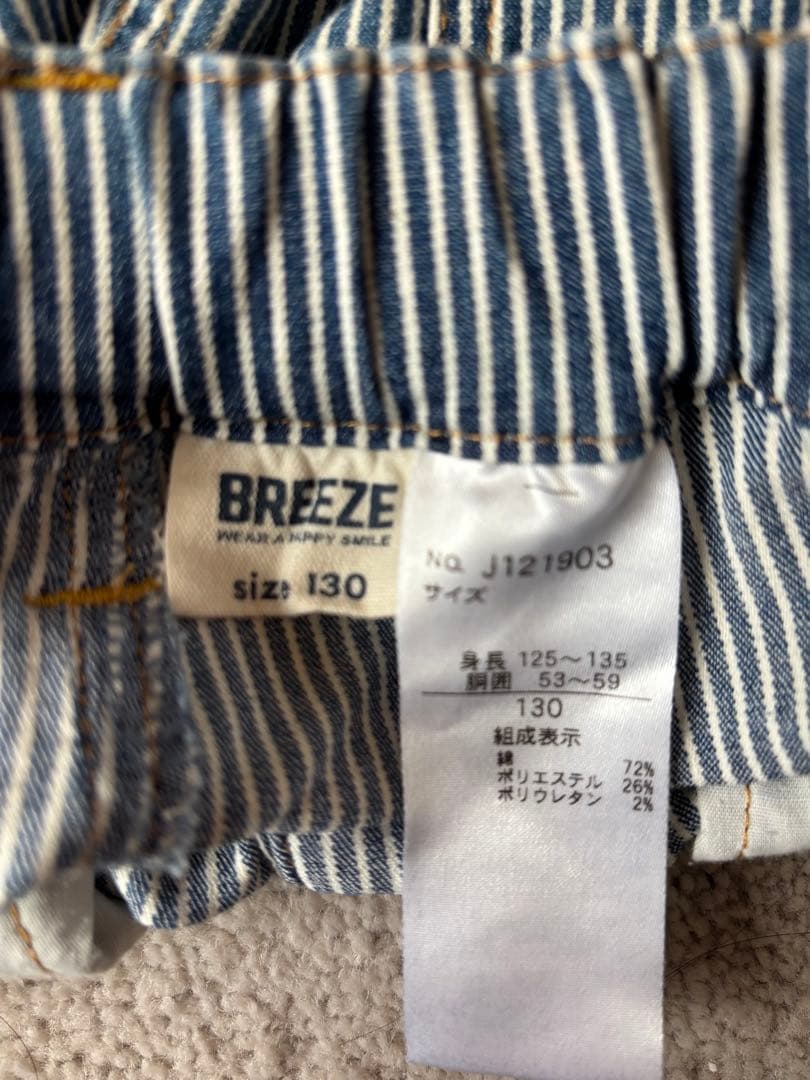 BREEZE
WEAR A HAPPY SMILE
size 130
NO. J121903
サイズ
身長 125〜135
胴囲 53〜59
130
組成表示
綿 72%
ポリエステル 26%
ポリウレタン 2%